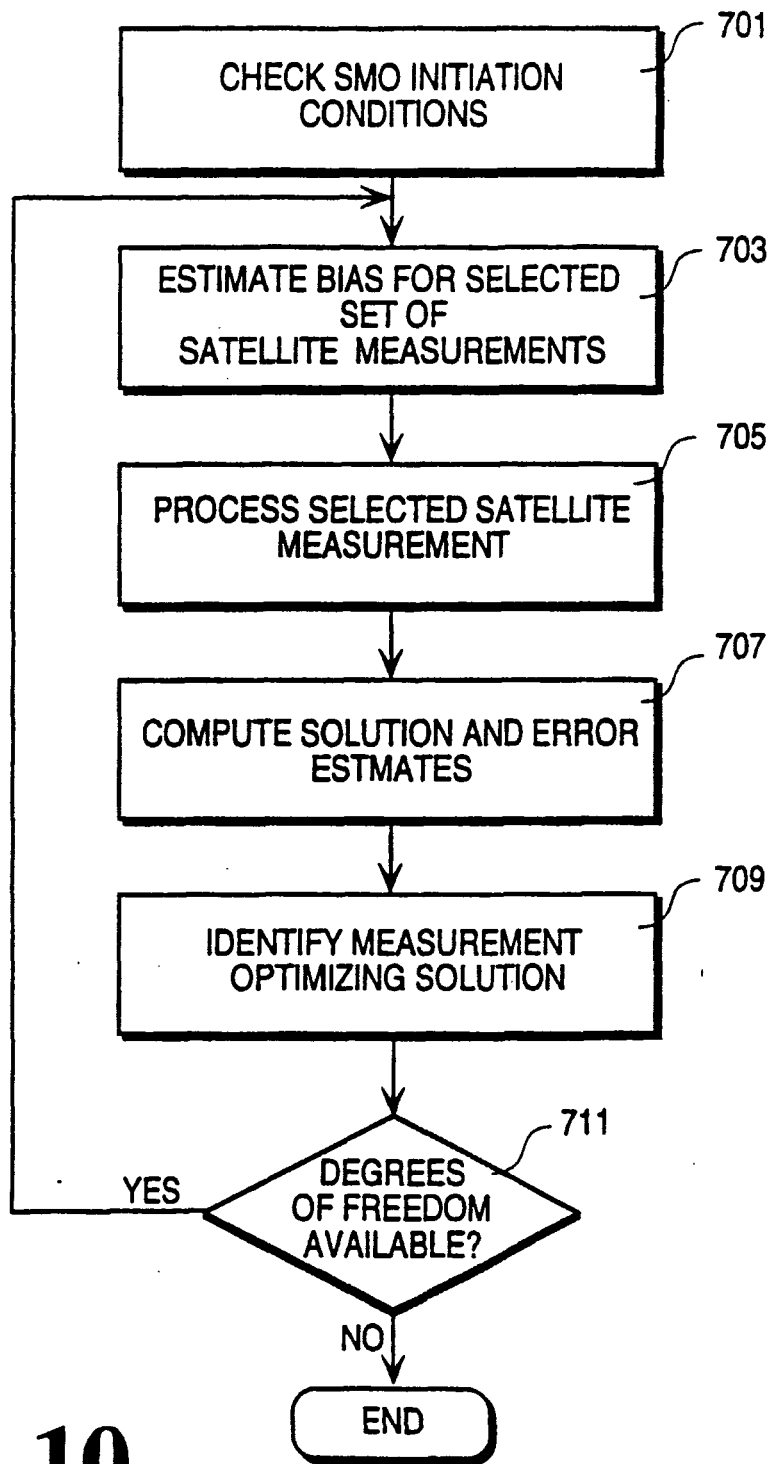 701
CHECK SMO INITIATION
CONDITIONS
703
ESTIMATE BIAS FOR SELECTED
SET OF
SATELLITE MEASUREMENTS
705
PROCESS SELECTED SATELLITE
MEASUREMENT
707
COMPUTE SOLUTION AND ERROR
ESTMATES
709
IDENTIFY MEASUREMENT
OPTIMIZING SOLUTION
711
DEGREES
OF FREEDOM
AVAILABLE?
YES
NO
END
10